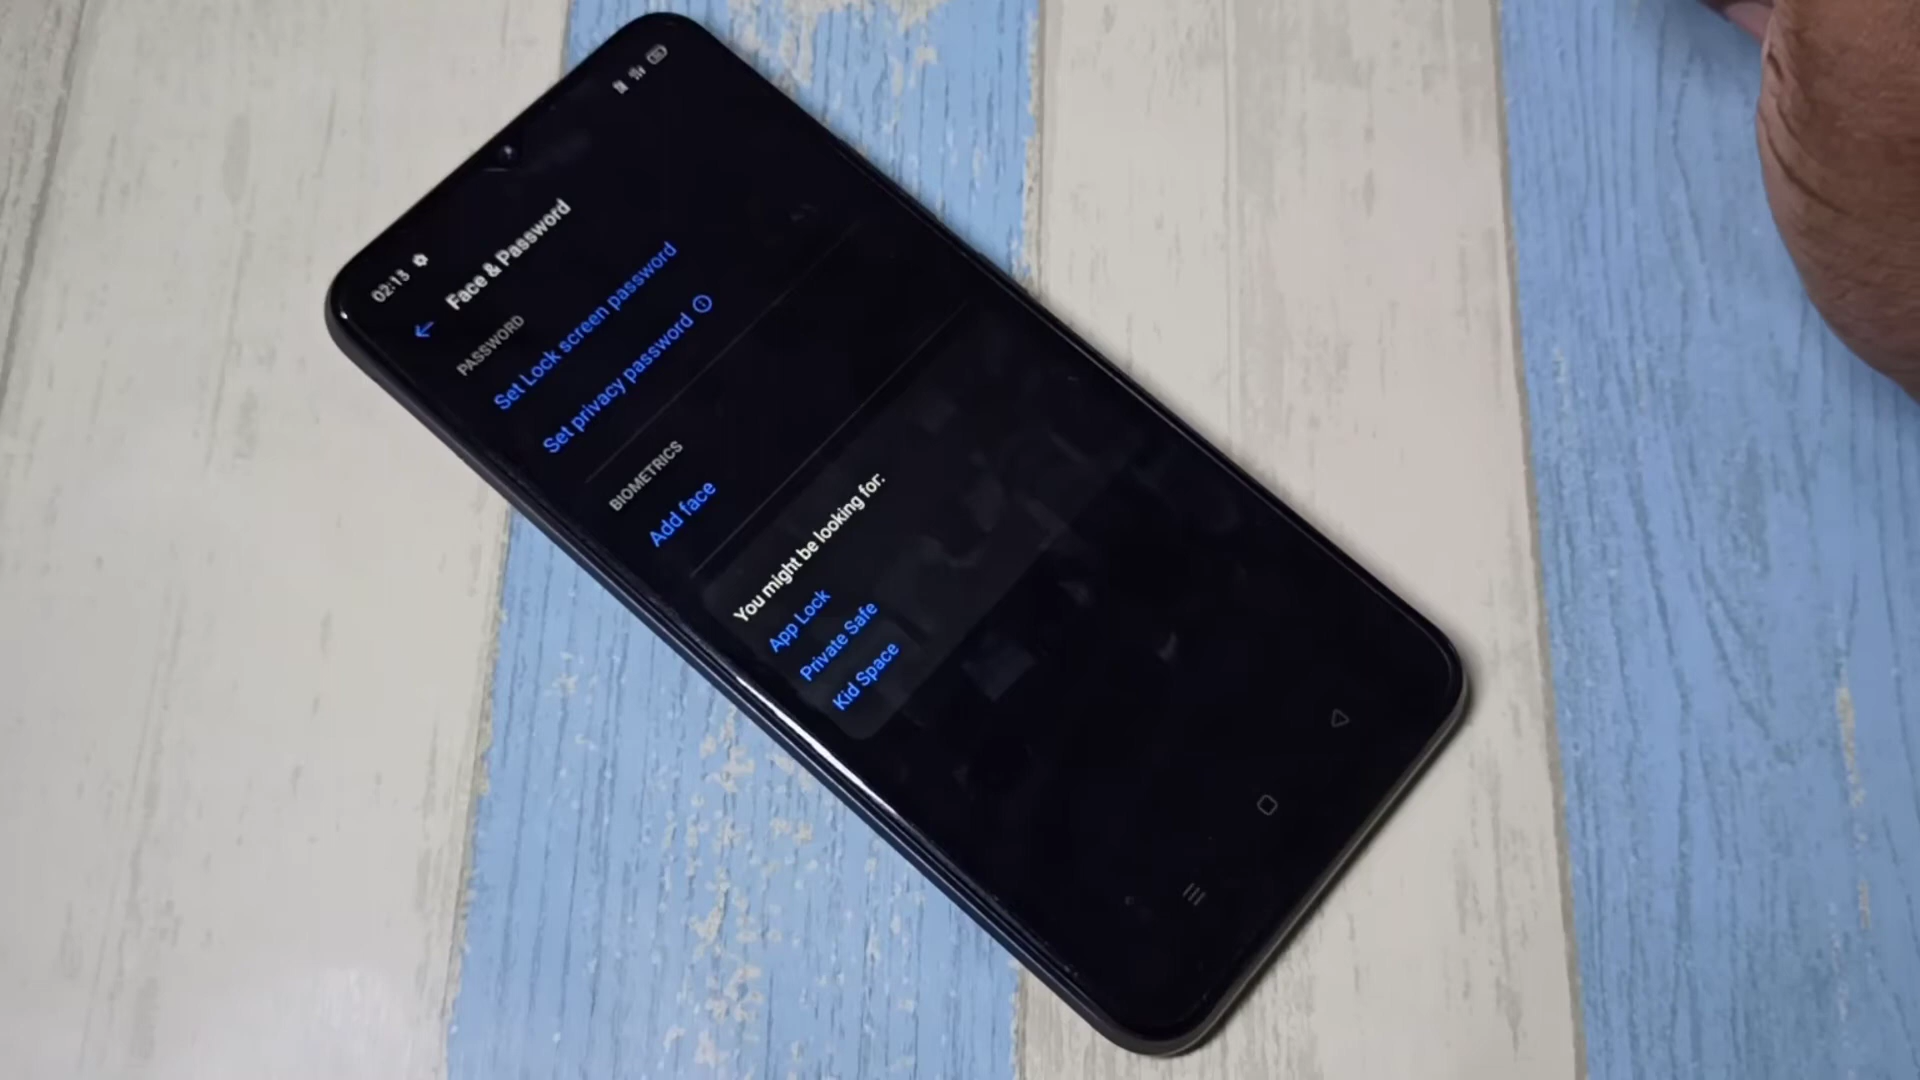 02:13
Face & Password
PASSWORD
Set Lock screen password
Set privacy password
BIOMETRICS
Add face
You might be looking for:
App Lock
Private Safe
Kid Space